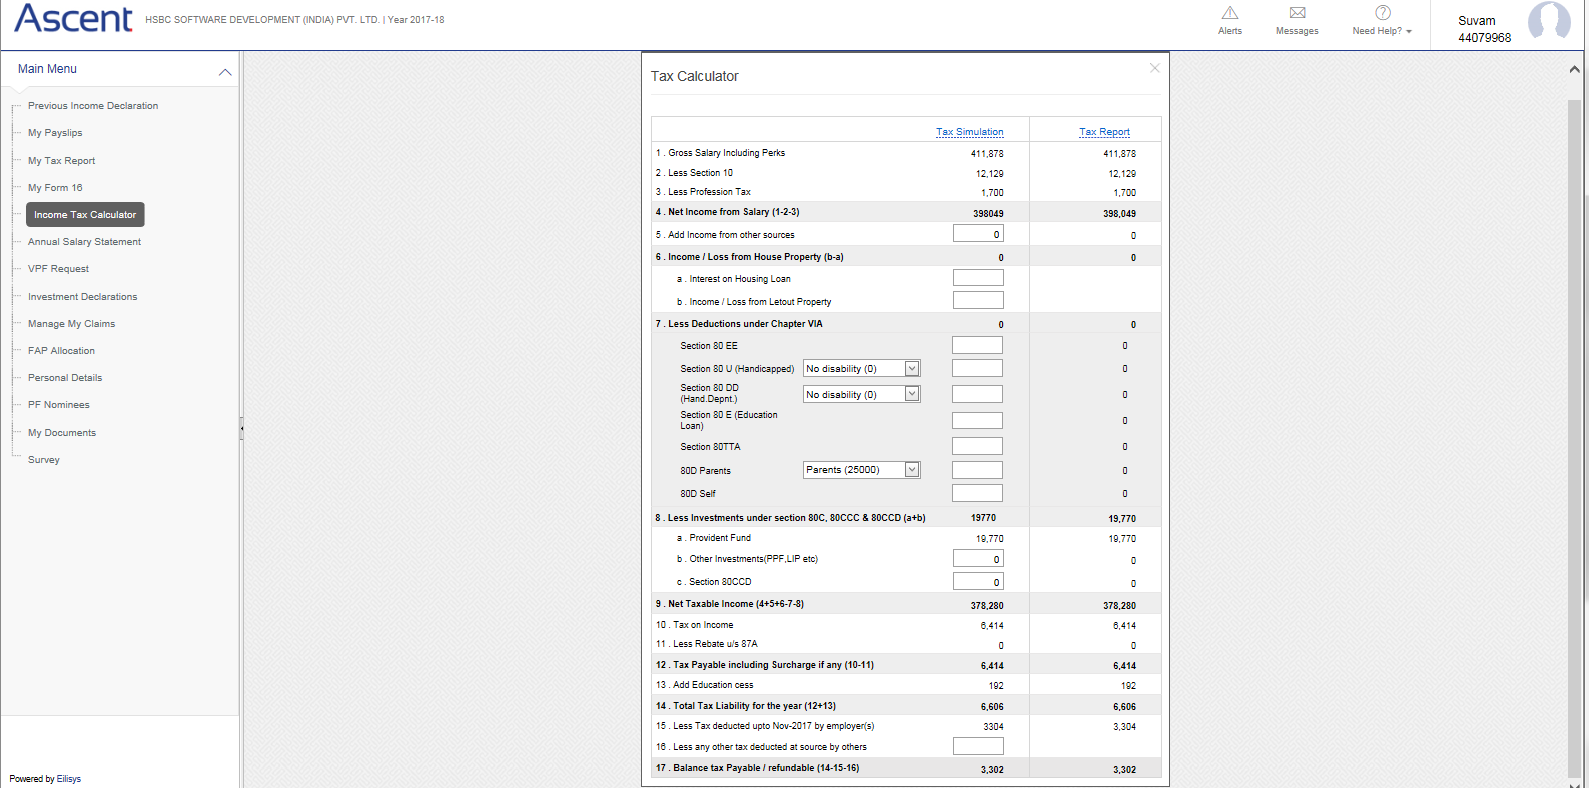 Ascent HSBC SOFTWARE DEVELOPMENT (INDIA) PVT. LTD. | Year 2017-18
Alerts
Messages
Need Help?
Suvam
44079968
Main Menu
Previous Income Declaration
My Payslips
My Tax Report
My Form 16
Income Tax Calculator
Annual Salary Statement
VPF Request
Investment Declarations
Manage My Claims
FAP Allocation
Personal Details
PF Nominees
My Documents
Survey
Powered by Eilisys
Tax Calculator
Tax Simulation Tax Report
1 . Gross Salary Including Perks 411,878 411,878
2 . Less Section 10 12,129 12,129
3 . Less Profession Tax 1,700 1,700
4 . Net Income from Salary (1-2-3) 398049 398,049
5 . Add Income from other sources 0 0
6 . Income / Loss from House Property (b-a) 0 0
a . Interest on Housing Loan
b . Income / Loss from Letout Property
7 . Less Deductions under Chapter VIA 0 0
Section 80 EE 0
Section 80 U (Handicapped) No disability (0) 0
Section 80 DD
(Hand.Depnt.) No disability (0) 0
Section 80 E (Education
Loan) 0
Section 80TTA 0
80D Parents Parents (25000) 0
80D Self 0
8 . Less Investments under section 80C, 80CCC & 80CCD (a+b) 19770 19,770
a . Provident Fund 19,770 19,770
b . Other Investments(PPF,LIP etc) 0 0
c . Section 80CCD 0 0
9 . Net Taxable Income (4+5+6-7-8) 378,280 378,280
10 . Tax on Income 6,414 6,414
11 . Less Rebate u/s 87A 0 0
12 . Tax Payable including Surcharge if any (10-11) 6,414 6,414
13 . Add Education cess 192 192
14 . Total Tax Liability for the year (12+13) 6,606 6,606
15 . Less Tax deducted upto Nov-2017 by employer(s) 3304 3,304
16 . Less any other tax deducted at source by others
17 . Balance tax Payable / refundable (14-15-16) 3,302 3,302